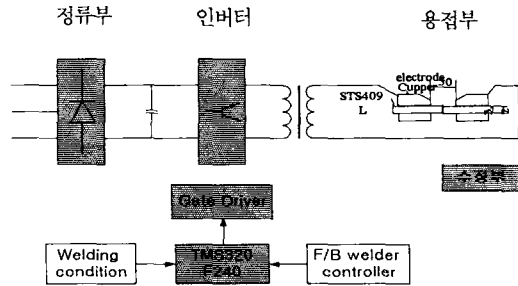 정류부
인버터
용접부
electrode
Cupper
30
STS409
L
수정부
Gate Driver
TMS320
F240
Welding
condition
F/B welder
controller